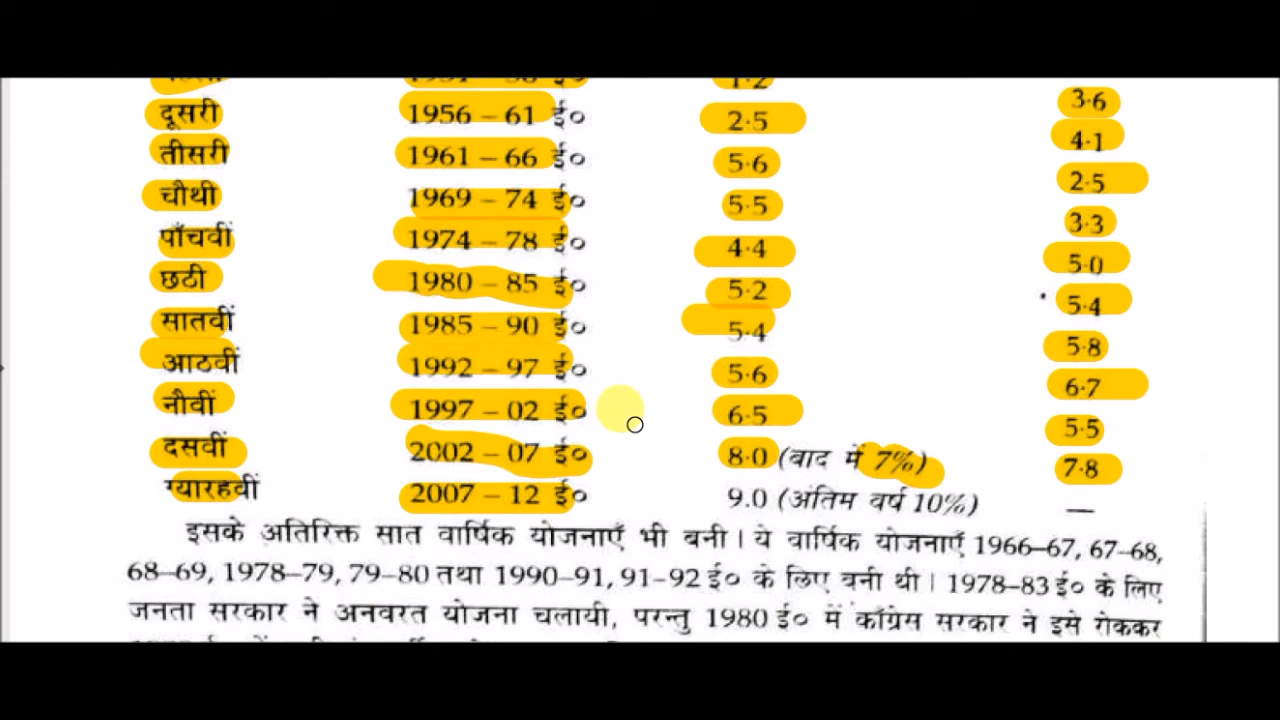 3·6
दूसरी 1956 – 61 ई० 2·5 4·1
तीसरी 1961 – 66 ई० 5·6 2·5
चौथी 1969 – 74 ई० 5·5 3·3
पाँचवीं 1974 – 78 ई० 4·4 5·0
छठी 1980 – 85 ई० 5·2 5·4
सातवीं 1985 – 90 ई० 5·4 5·8
आठवीं 1992 – 97 ई० 5·6 6·7
नौवीं 1997 – 02 ई० 6·5 5·5
दसवीं 2002 – 07 ई० 8·0 (बाद में 7%) 7·8
ग्यारहवीं 2007 – 12 ई० 9.0 (अंतिम वर्ष 10%) —
इसके अतिरिक्त सात वार्षिक योजनाएँ भी बनी। ये वार्षिक योजनाएँ 1966–67, 67–68,
68–69, 1978–79, 79–80 तथा 1990–91, 91–92 ई० के लिए बनी थी। 1978–83 ई० के लिए
जनता सरकार ने अनवरत योजना चलायी, परन्तु 1980 ई० में काँग्रेस सरकार ने इसे रोककर